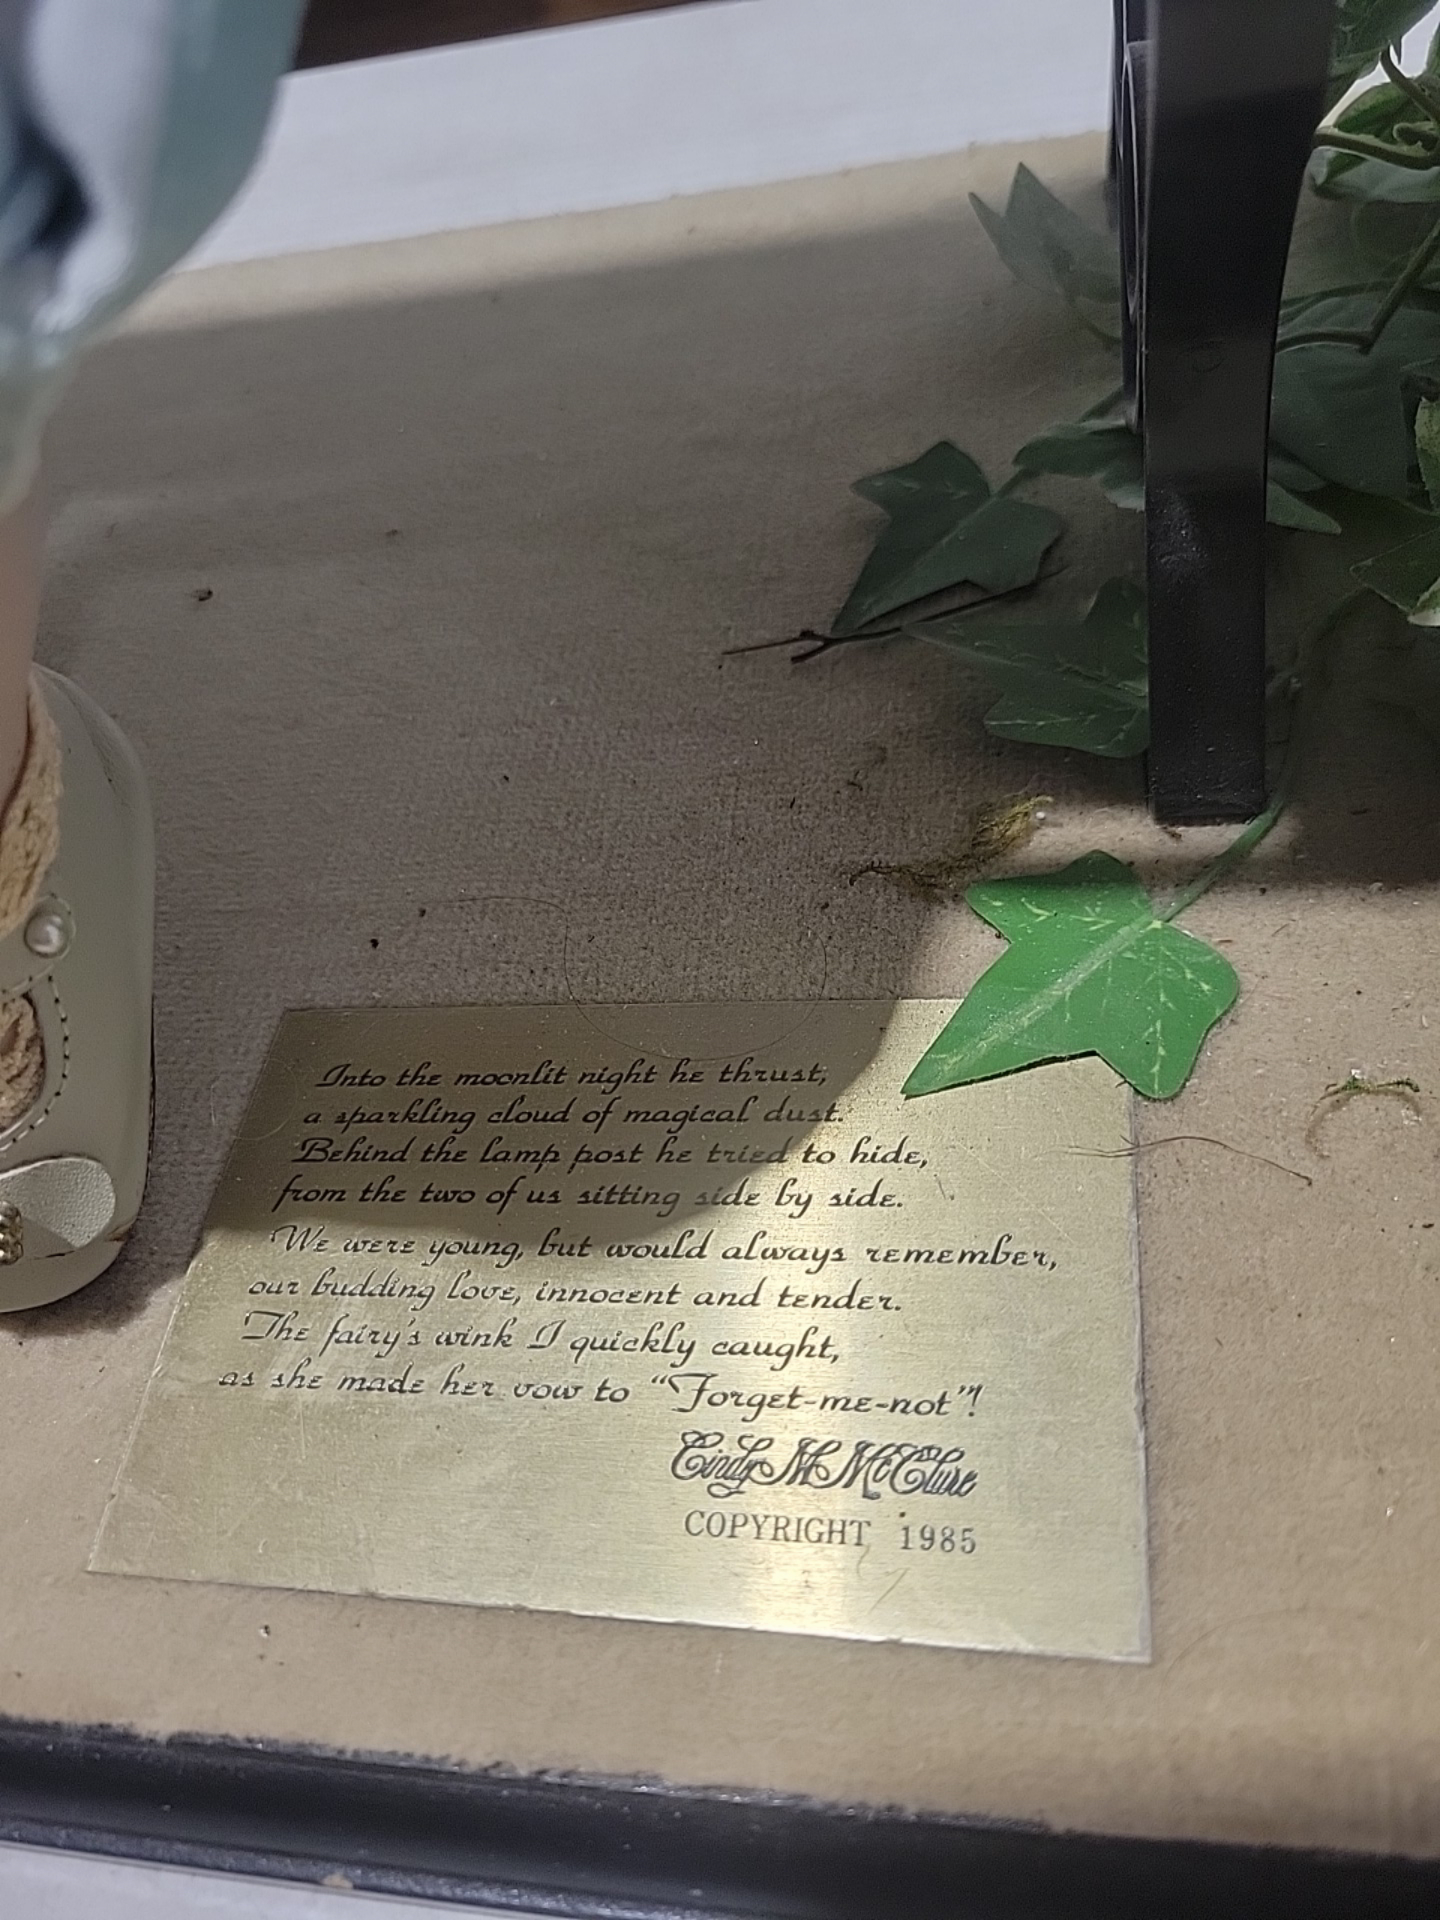 Into the moonlit night he thrust,
a sparkling cloud of magical dust.
Behind the lamp post he tried to hide,
from the two of us sitting side by side.
We were young, but would always remember,
our budding love, innocent and tender.
The fairy's wink I quickly caught,
as she made her vow to “Forget-me-not”!
Cindy M. McClure
COPYRIGHT 1985